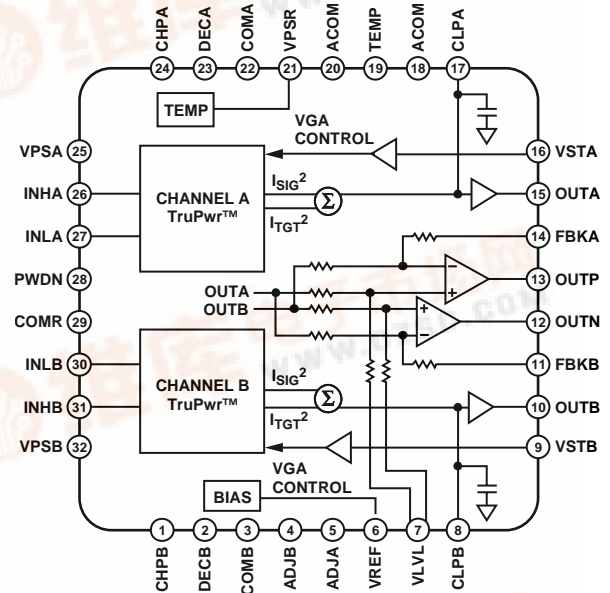 CHPA
DECA
COMA
VPSR
ACOM
TEMP
ACOM
CLPA
24
23
22
21
20
19
18
17
TEMP
VGA
CONTROL
VPSA 25
16 VSTA
INHA 26
CHANNEL A
TruPwr™
ISIG2
Σ
ITGT2
15 OUTA
INLA 27
14 FBKA
PWDN 28
OUTA
OUTB
−
+
13 OUTP
COMR 29
+
−
12 OUTN
INLB 30
11 FBKB
CHANNEL B
TruPwr™
ISIG2
Σ
ITGT2
INHB 31
10 OUTB
VPSB 32
9 VSTB
VGA
CONTROL
BIAS
1
2
3
4
5
6
7
8
CHPB
DECB
COMB
ADJB
ADJA
VREF
VLVL
CLPB